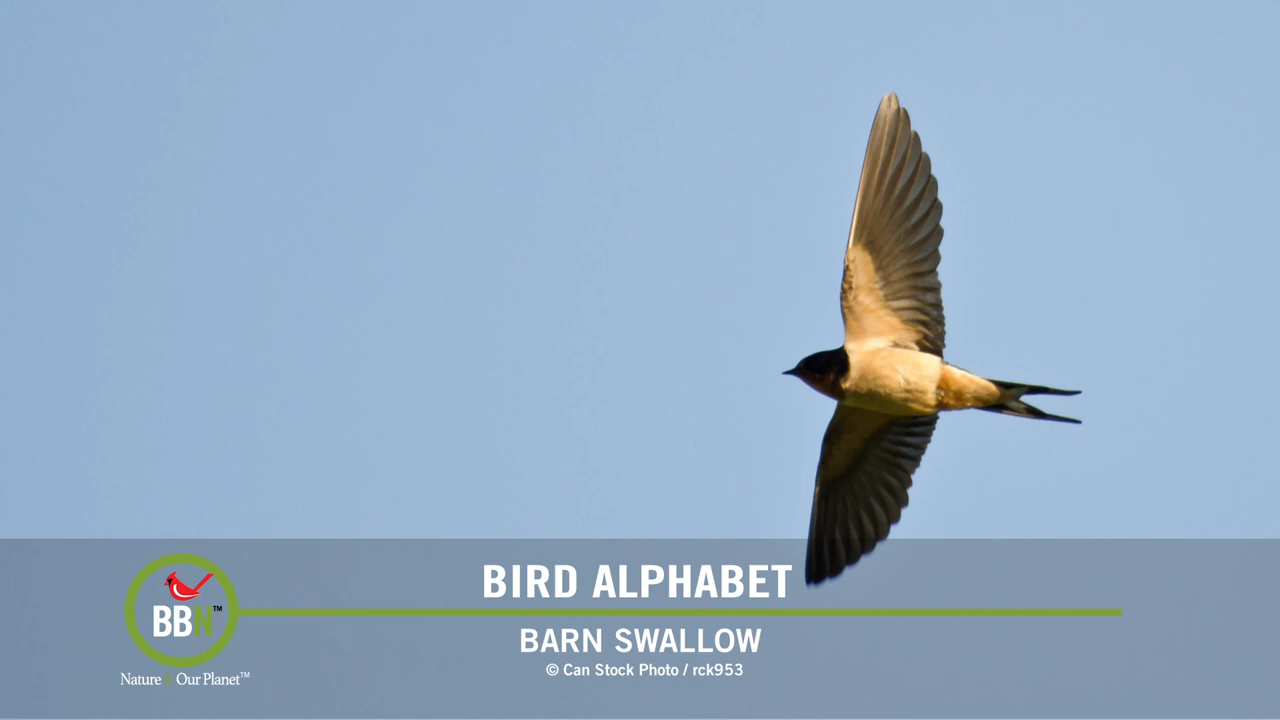 BIRD ALPHABET
BBN™
BARN SWALLOW
© Can Stock Photo / rck953
Nature & Our Planet™